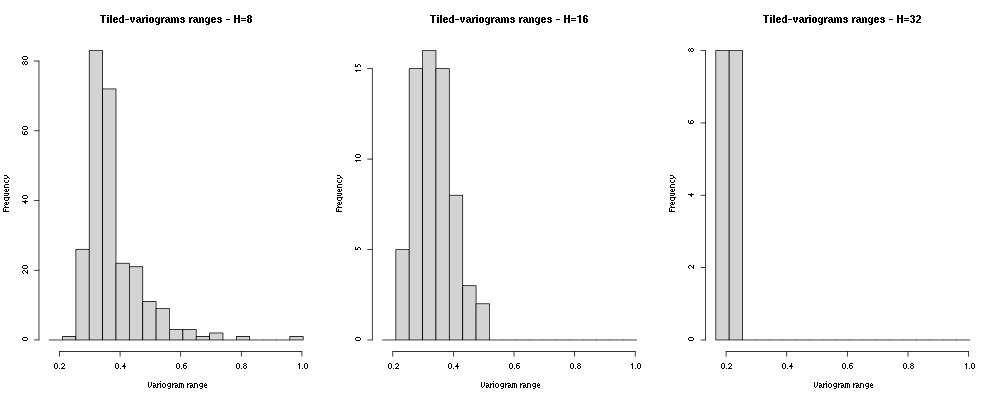 Tiled-variograms ranges - H=8
Frequency
0
20
40
60
80
0.2 0.4 0.6 0.8 1.0
Variogram range
Tiled-variograms ranges - H=16
Frequency
0
5
10
15
0.2 0.4 0.6 0.8 1.0
Variogram range
Tiled-variograms ranges - H=32
Frequency
0
2
4
6
8
0.2 0.4 0.6 0.8 1.0
Variogram range